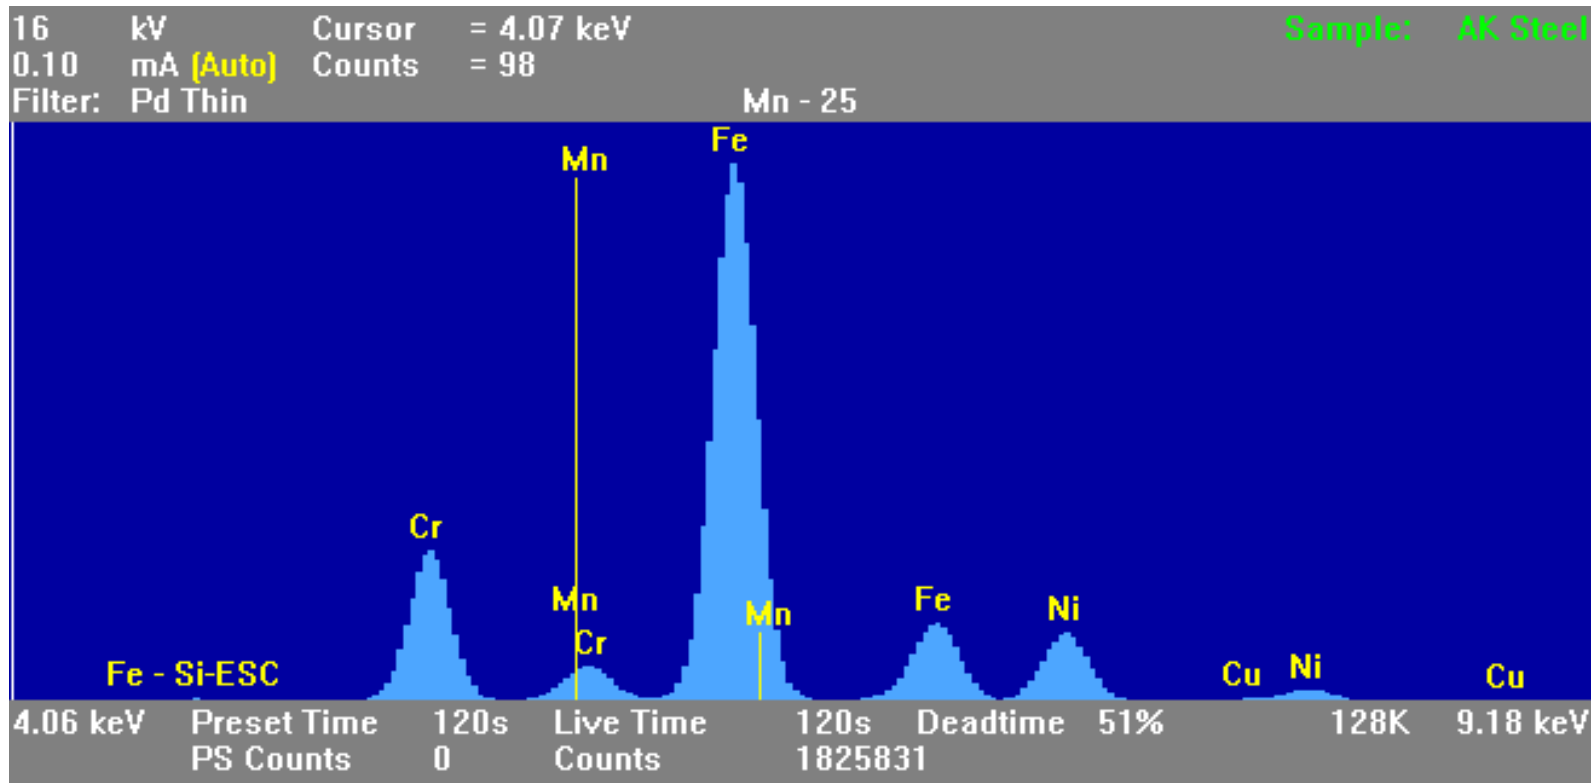 16 kV Cursor = 4.07 keV Sample: AK Steel
0.10 mA (Auto) Counts = 98
Filter: Pd Thin Mn - 25
Fe
Mn
Cr
Mn Fe Ni
Mn
Cr
Fe - Si-ESC Cu Ni Cu
4.06 keV Preset Time 120s Live Time 120s Deadtime 51% 128K 9.18 keV
PS Counts 0 Counts 1825831